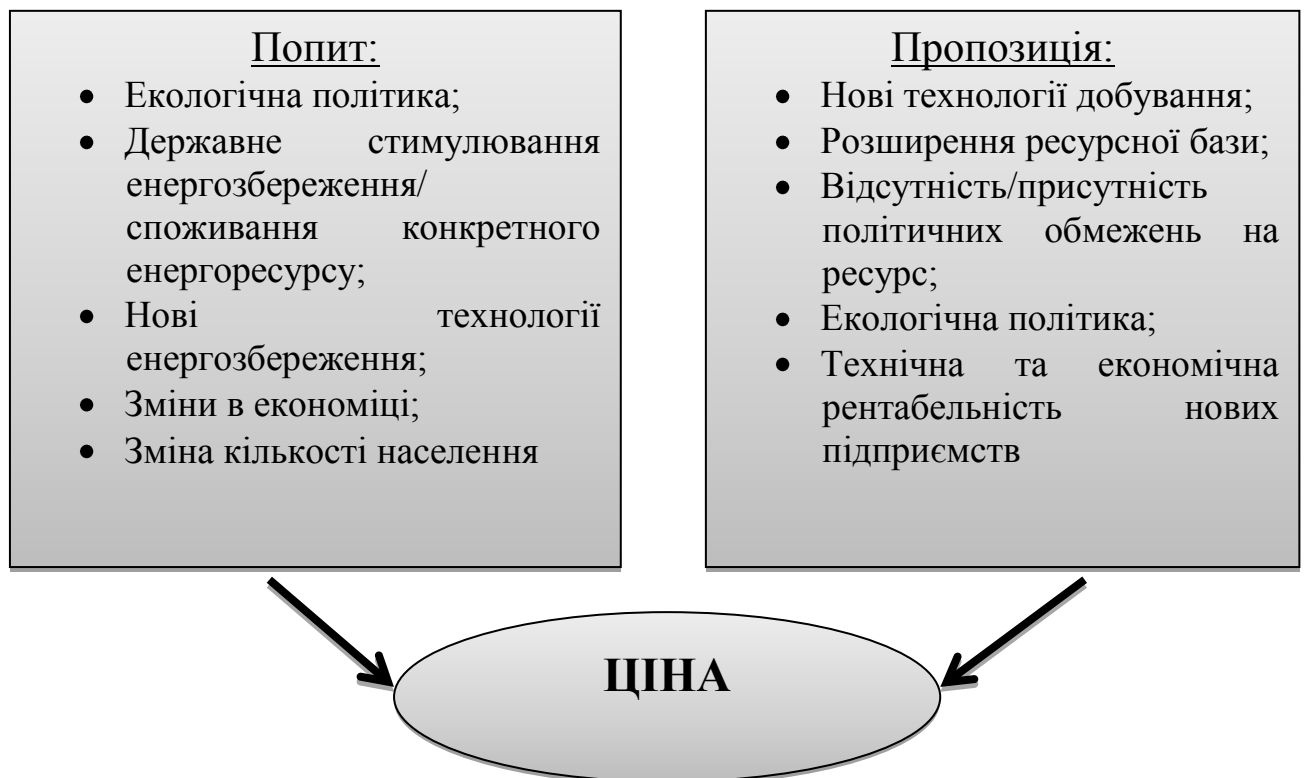 Попит:
• Екологічна політика;
• Державне стимулювання
енергозбереження/
споживання конкретного
енергоресурсу;
• Нові технології
енергозбереження;
• Зміни в економіці;
• Зміна кількості населення
Пропозиція:
• Нові технології добування;
• Розширення ресурсної бази;
• Відсутність/присутність
політичних обмежень на
ресурс;
• Екологічна політика;
• Технічна та економічна
рентабельність нових
підприємств
ЦІНА